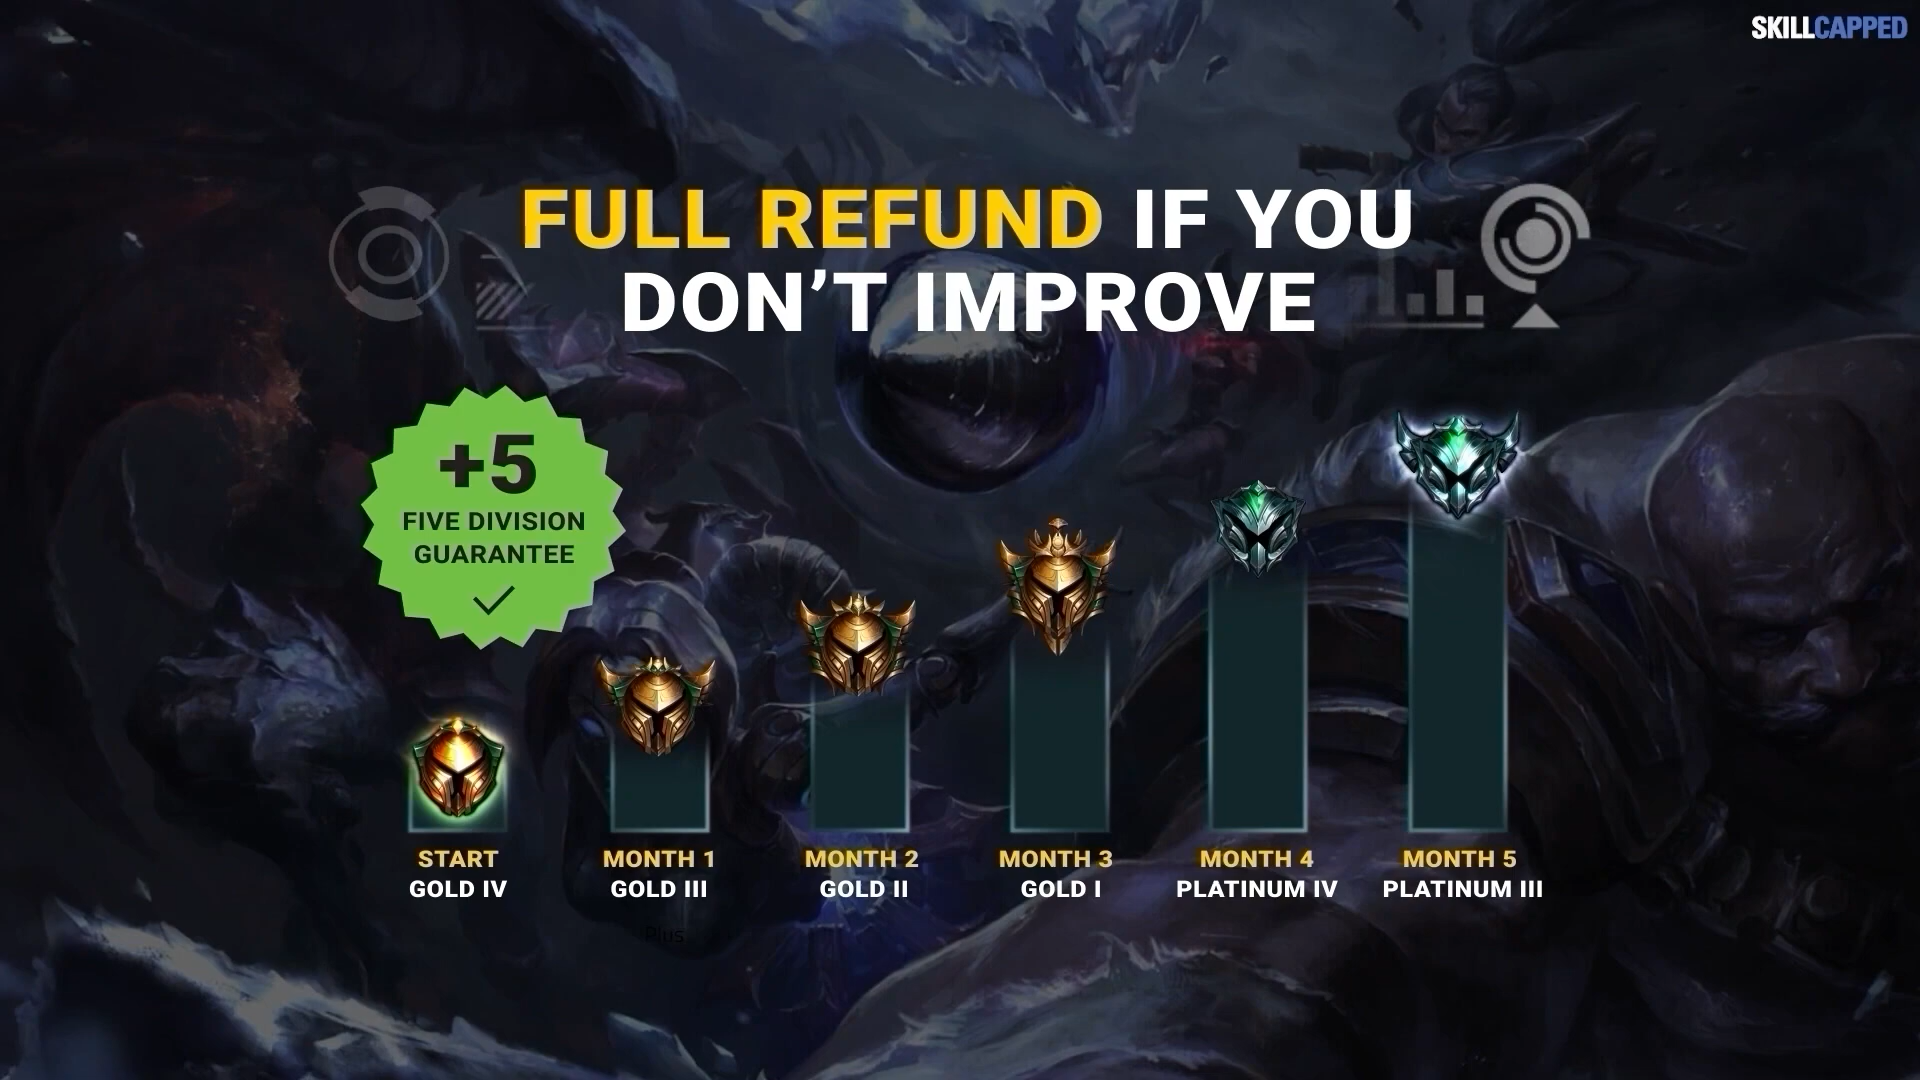 SKILLCAPPED
FULL REFUND IF YOU
DON'T IMPROVE
+5
FIVE DIVISION
GUARANTEE
START
GOLD IV
MONTH 1
GOLD III
MONTH 2
GOLD II
MONTH 3
GOLD I
MONTH 4
PLATINUM IV
MONTH 5
PLATINUM III
Plus